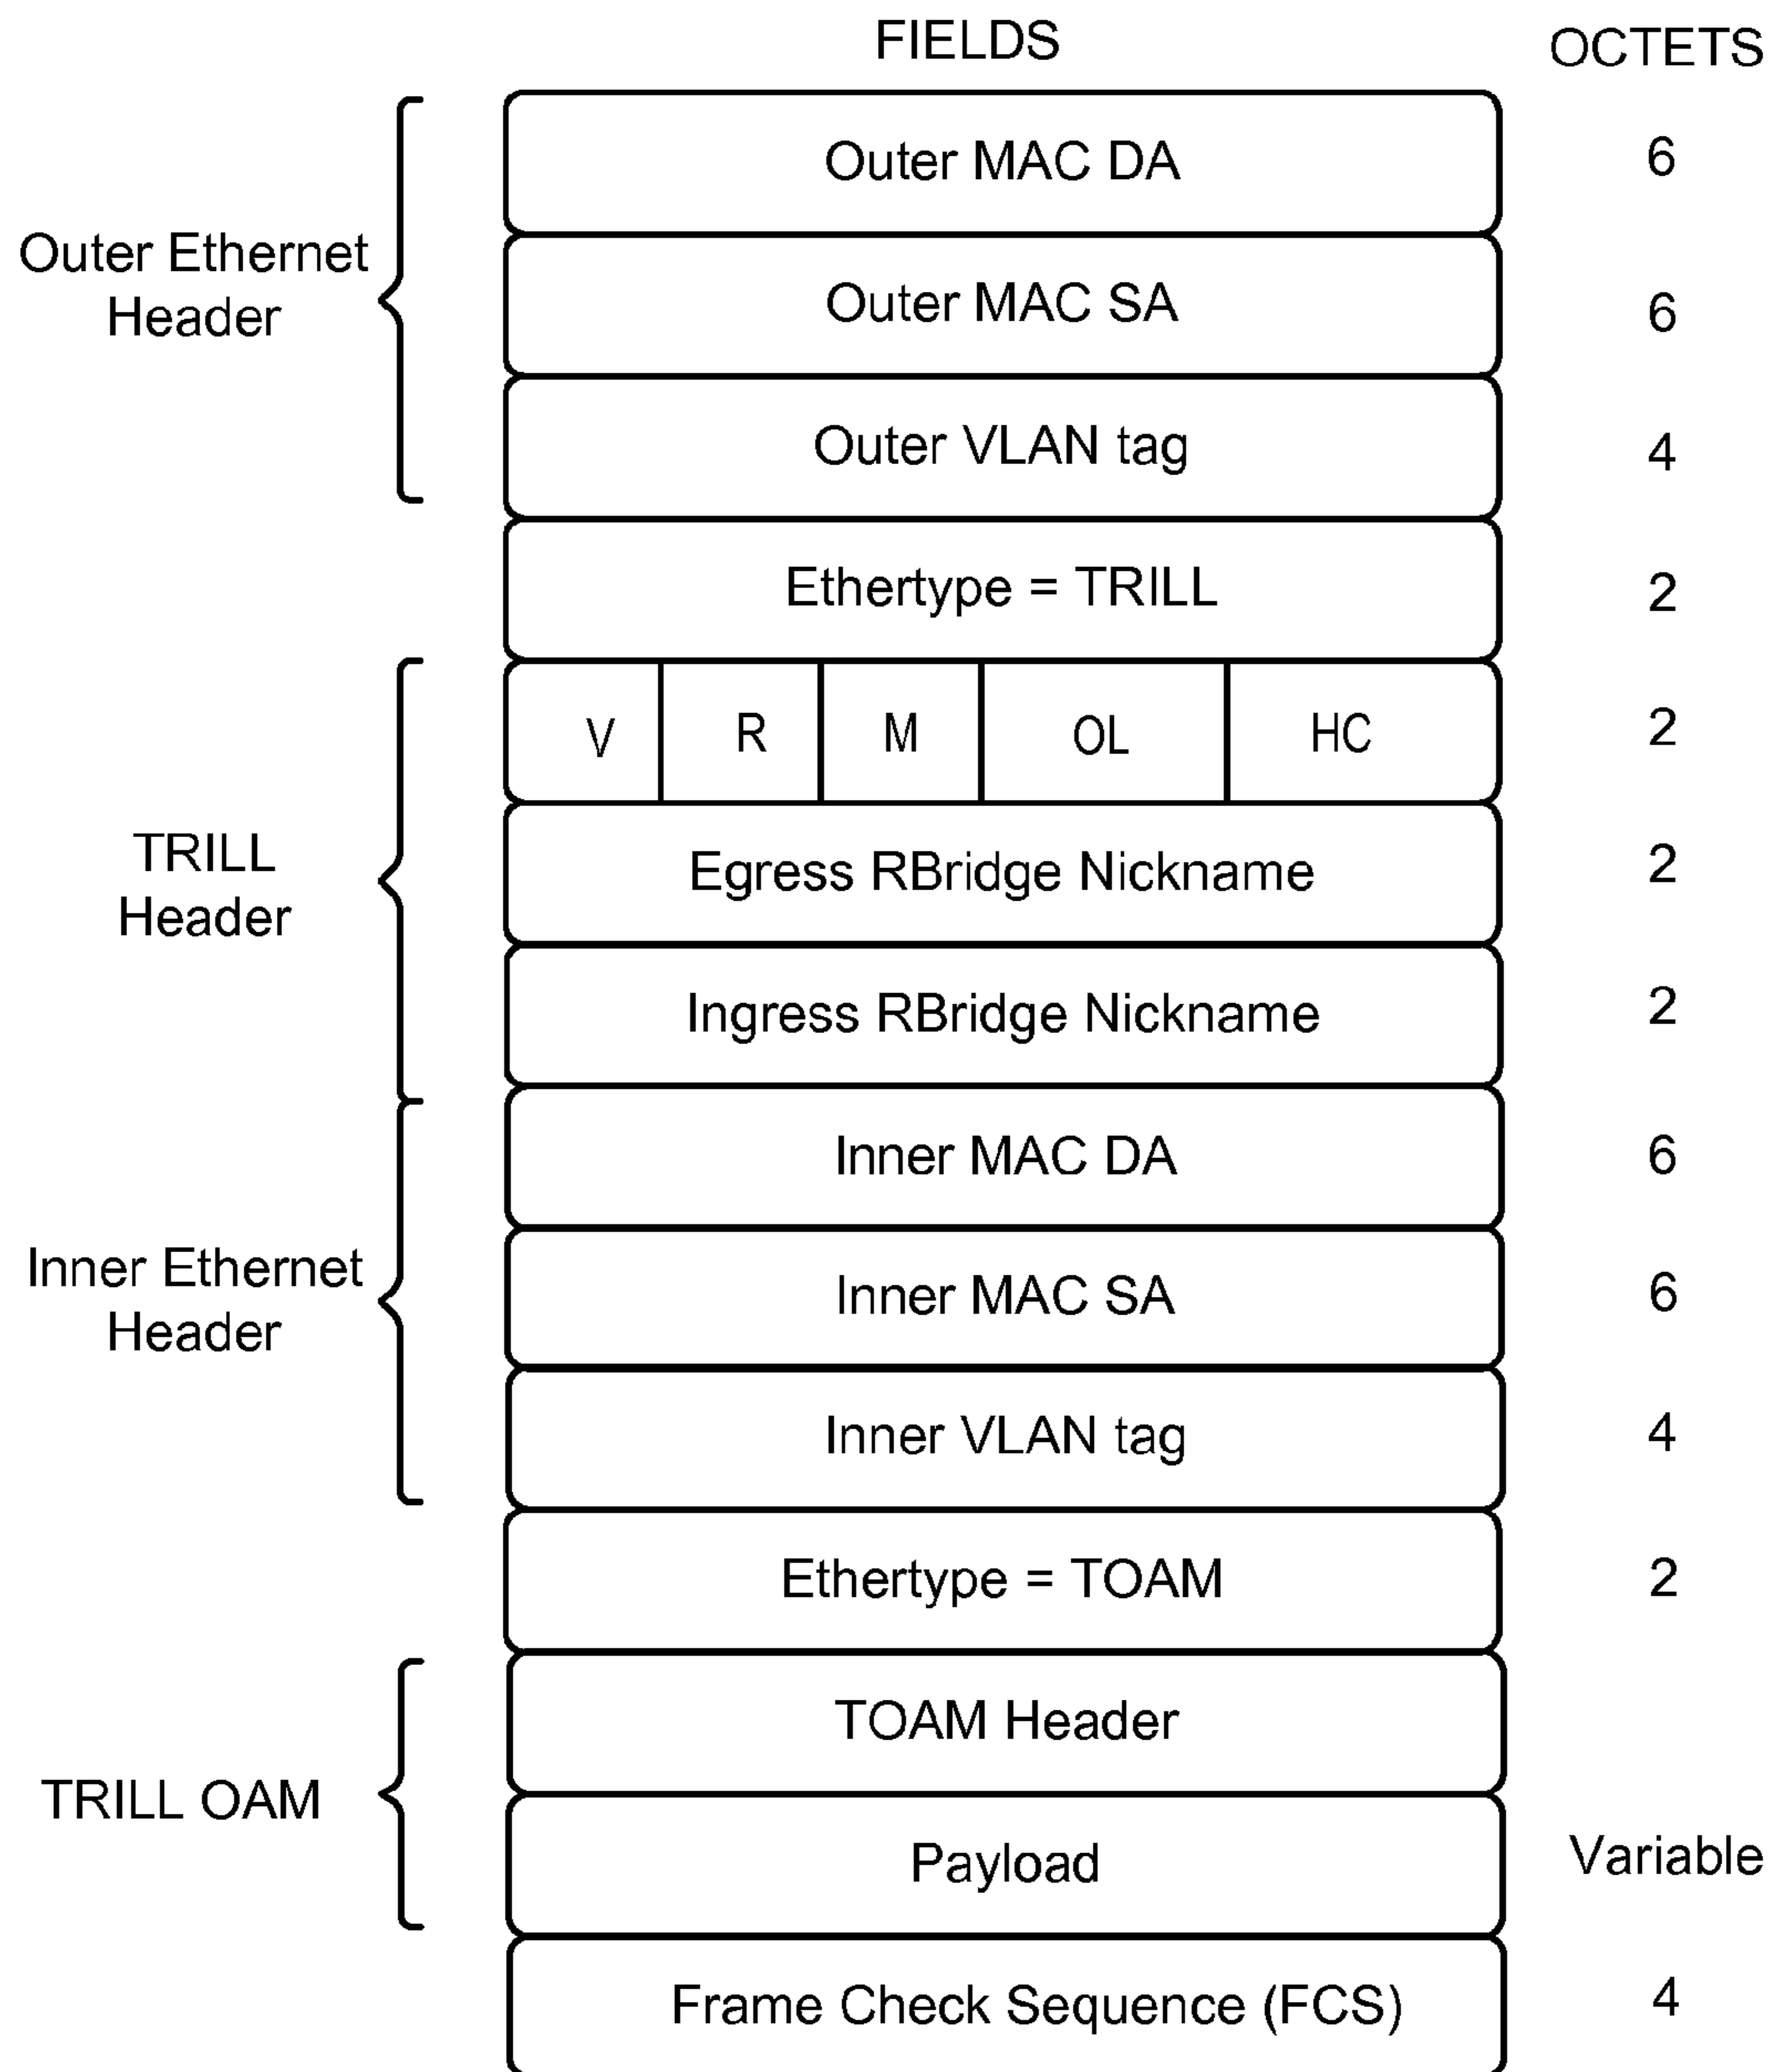 FIELDS OCTETS
Outer MAC DA 6
Outer Ethernet
Header
Outer MAC SA 6
Outer VLAN tag 4
Ethertype = TRILL 2
V R M OL HC 2
TRILL
Header
Egress RBridge Nickname 2
Ingress RBridge Nickname 2
Inner MAC DA 6
Inner Ethernet
Header
Inner MAC SA 6
Inner VLAN tag 4
Ethertype = TOAM 2
TOAM Header
TRILL OAM
Payload Variable
Frame Check Sequence (FCS) 4